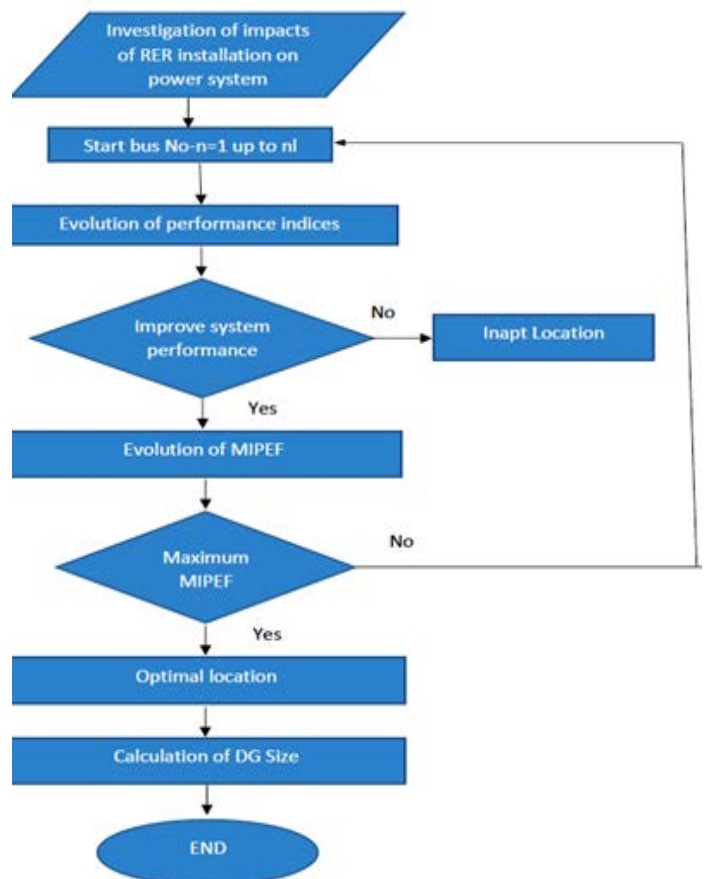 Investigation of impacts
of RER installation on
power system
Start bus No-n=1 up to nl
Evolution of performance indices
Improve system
performance
No
Inapt Location
Yes
Evolution of MIPEF
Maximum
MIPEF
No
Yes
Optimal location
Calculation of DG Size
END